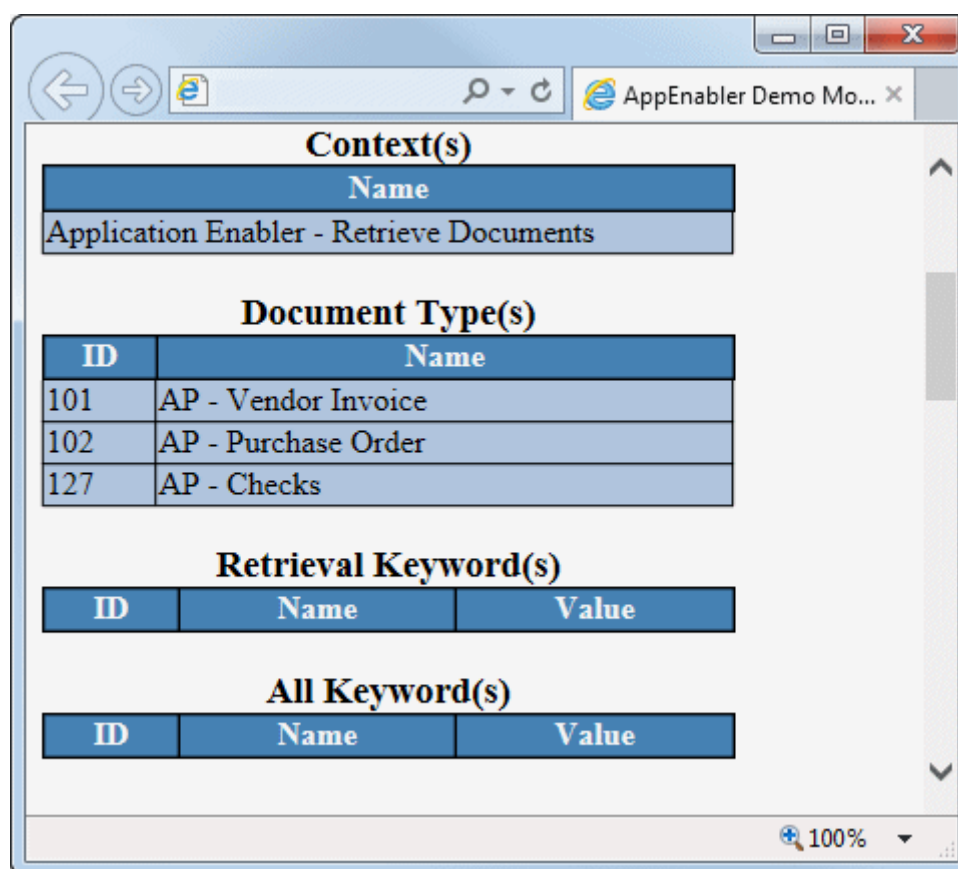 AppEnabler Demo Mo...
Context(s)
Name
Application Enabler - Retrieve Documents
Document Type(s)
ID Name
101 AP - Vendor Invoice
102 AP - Purchase Order
127 AP - Checks
Retrieval Keyword(s)
ID Name Value
All Keyword(s)
ID Name Value
100%